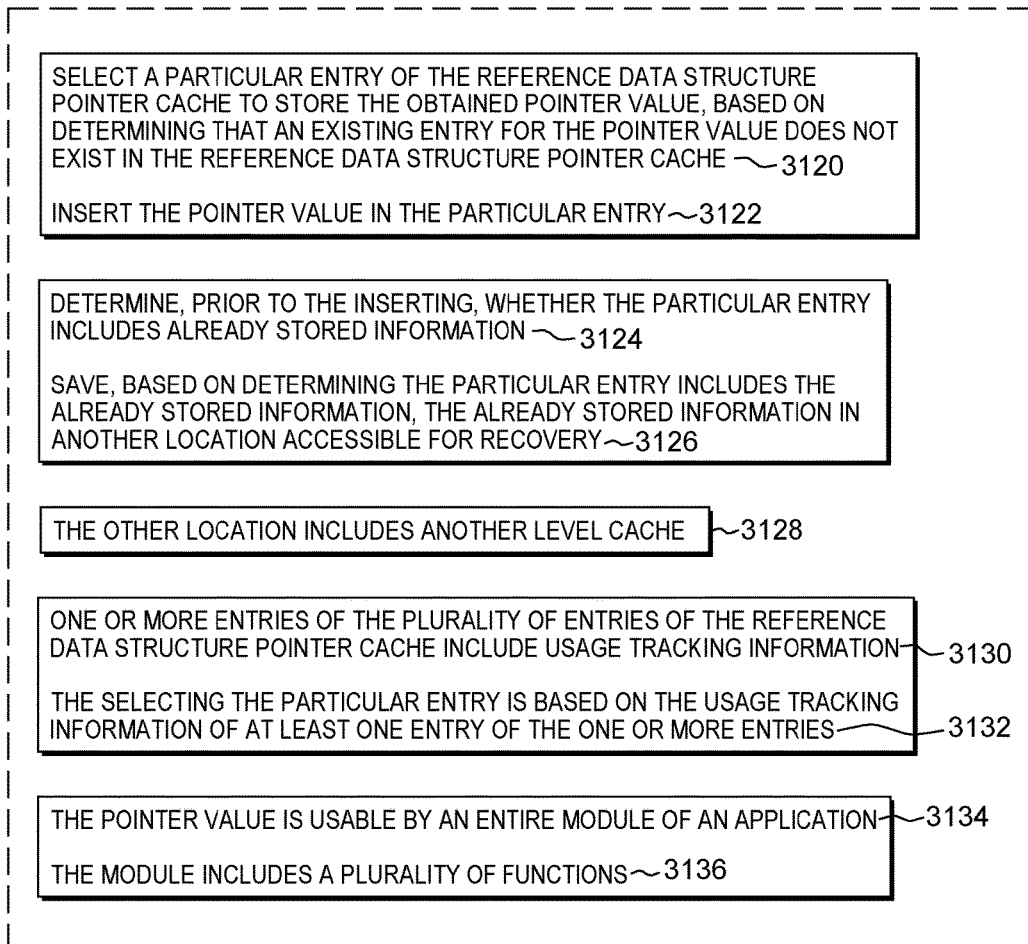 SELECT A PARTICULAR ENTRY OF THE REFERENCE DATA STRUCTURE
POINTER CACHE TO STORE THE OBTAINED POINTER VALUE, BASED ON
DETERMINING THAT AN EXISTING ENTRY FOR THE POINTER VALUE DOES NOT
EXIST IN THE REFERENCE DATA STRUCTURE POINTER CACHE 3120
INSERT THE POINTER VALUE IN THE PARTICULAR ENTRY 3122
DETERMINE, PRIOR TO THE INSERTING, WHETHER THE PARTICULAR ENTRY
INCLUDES ALREADY STORED INFORMATION 3124
SAVE, BASED ON DETERMINING THE PARTICULAR ENTRY INCLUDES THE
ALREADY STORED INFORMATION, THE ALREADY STORED INFORMATION IN
ANOTHER LOCATION ACCESSIBLE FOR RECOVERY 3126
THE OTHER LOCATION INCLUDES ANOTHER LEVEL CACHE 3128
ONE OR MORE ENTRIES OF THE PLURALITY OF ENTRIES OF THE REFERENCE
DATA STRUCTURE POINTER CACHE INCLUDE USAGE TRACKING INFORMATION 3130
THE SELECTING THE PARTICULAR ENTRY IS BASED ON THE USAGE TRACKING
INFORMATION OF AT LEAST ONE ENTRY OF THE ONE OR MORE ENTRIES 3132
THE POINTER VALUE IS USABLE BY AN ENTIRE MODULE OF AN APPLICATION 3134
THE MODULE INCLUDES A PLURALITY OF FUNCTIONS 3136